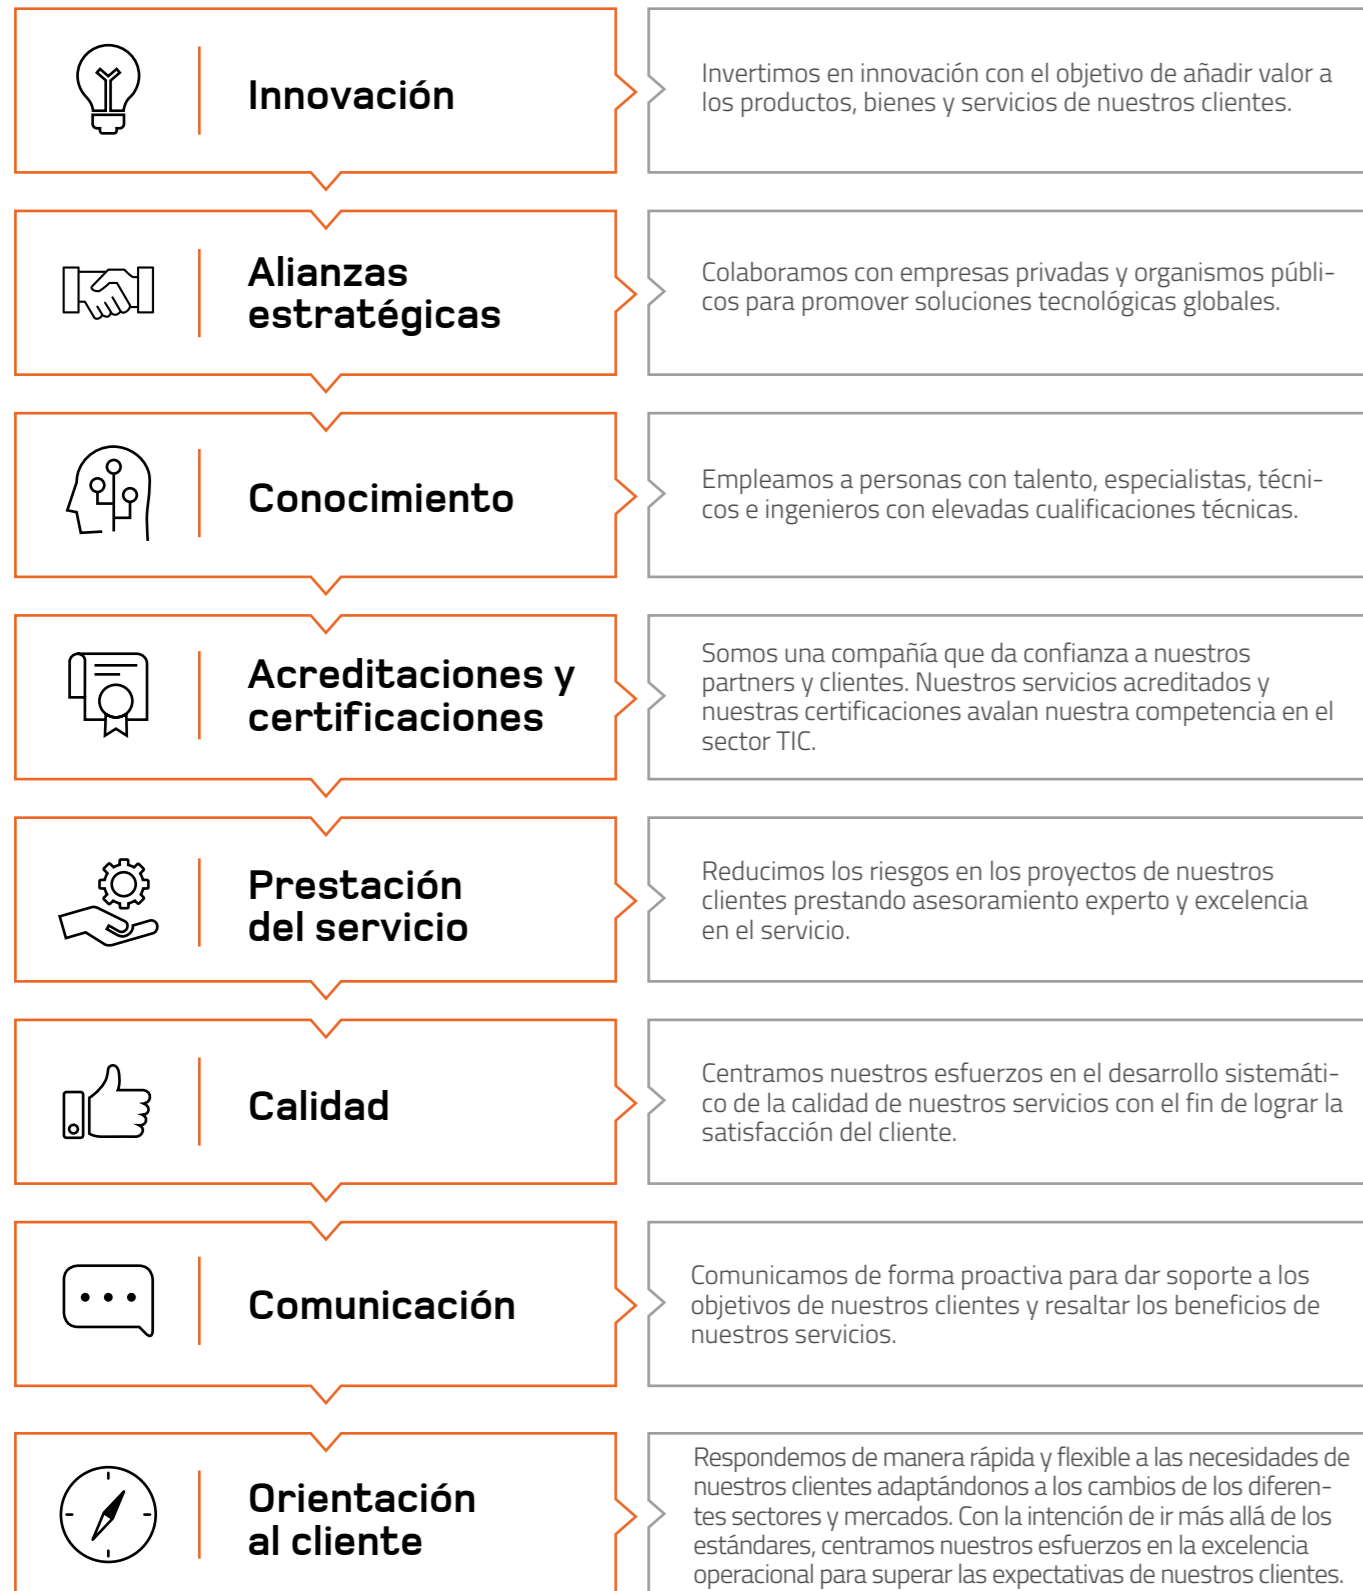 Innovación
Invertimos en innovación con el objetivo de añadir valor a
los productos, bienes y servicios de nuestros clientes.
Alianzas
estratégicas
Colaboramos con empresas privadas y organismos públi-
cos para promover soluciones tecnológicas globales.
Conocimiento
Empleamos a personas con talento, especialistas, técni-
cos e ingenieros con elevadas cualificaciones técnicas.
Acreditaciones y
certificaciones
Somos una compañía que da confianza a nuestros
partners y clientes. Nuestros servicios acreditados y
nuestras certificaciones avalan nuestra competencia en el
sector TIC.
Prestación
del servicio
Reducimos los riesgos en los proyectos de nuestros
clientes prestando asesoramiento experto y excelencia
en el servicio.
Calidad
Centramos nuestros esfuerzos en el desarrollo sistemáti-
co de la calidad de nuestros servicios con el fin de lograr la
satisfacción del cliente.
Comunicación
Comunicamos de forma proactiva para dar soporte a los
objetivos de nuestros clientes y resaltar los beneficios de
nuestros servicios.
Orientación
al cliente
Respondemos de manera rápida y flexible a las necesidades de
nuestros clientes adaptándonos a los cambios de los diferen-
tes sectores y mercados. Con la intención de ir más allá de los
estándares, centramos nuestros esfuerzos en la excelencia
operacional para superar las expectativas de nuestros clientes.